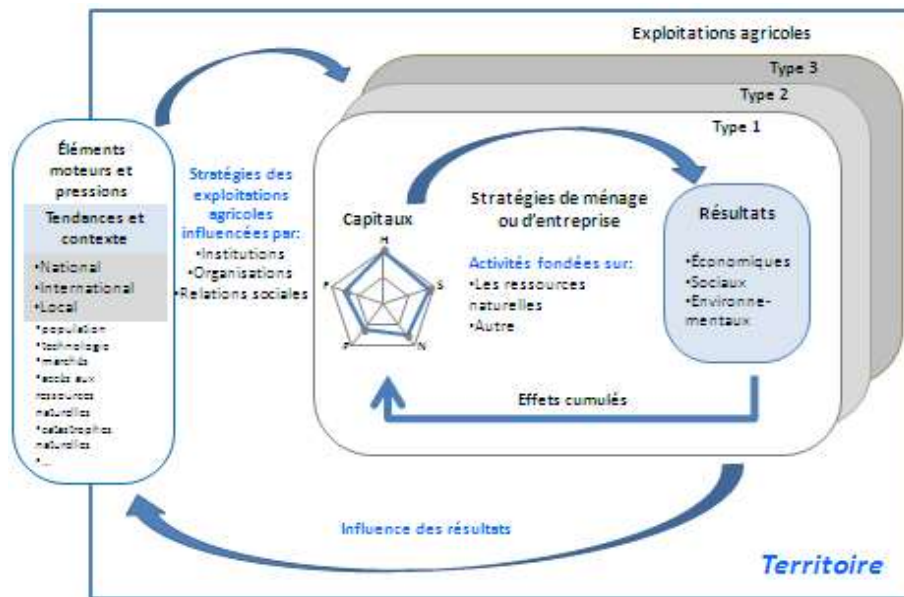 Exploitations agricoles
Type 3
Type 2
Type 1
Éléments
moteurs et
pressions
Tendances et
contexte
•National
•International
•Local
•population
•technologie
•marchés
•accès aux
ressources
naturelles
•catastrophes
naturelles
•...
Stratégies des
exploitations
agricoles
influencées par:
•Institutions
•Organisations
•Relations sociales
Capitaux
H
S
N
P
F
Stratégies de ménage
ou d'entreprise
Activités fondées sur:
•Les ressources
naturelles
•Autre
Résultats
•Économiques
•Sociaux
•Environne-
mentaux
Effets cumulés
Influence des résultats
Territoire